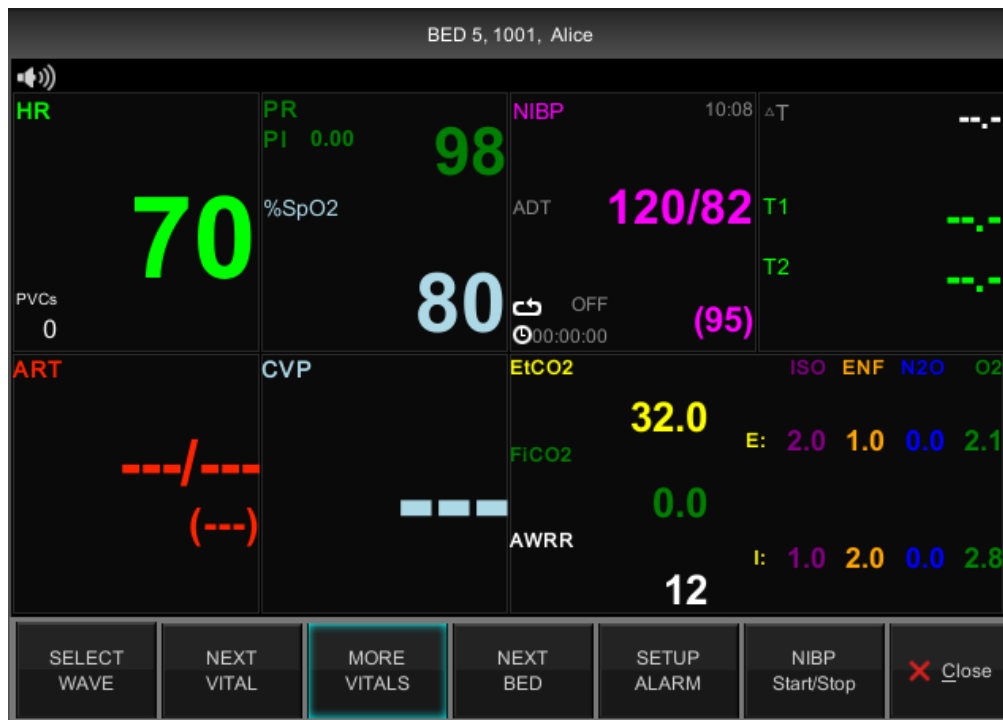 BED 5, 1001, Alice
HR
70
PVCs
0
PR
PI 0.00
98
%SpO2
80
NIBP 10:08
ADT 120/82
OFF
00:00:00
(95)
△T --.-
T1 --.-
T2 --.-
ART
---/---
(---)
CVP
---
EtCO2
32.0
FiCO2
0.0
AWRR
12
ISO ENF N2O O2
E: 2.0 1.0 0.0 2.1
I: 1.0 2.0 0.0 2.8
SELECT
WAVE
NEXT
VITAL
MORE
VITALS
NEXT
BED
SETUP
ALARM
NIBP
Start/Stop
Close